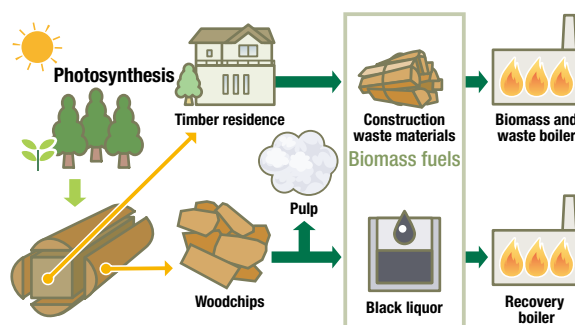 Photosynthesis
Timber residence
Construction
waste materials
Biomass and
waste boiler
Biomass fuels
Pulp
Woodchips
Black liquor
Recovery
boiler